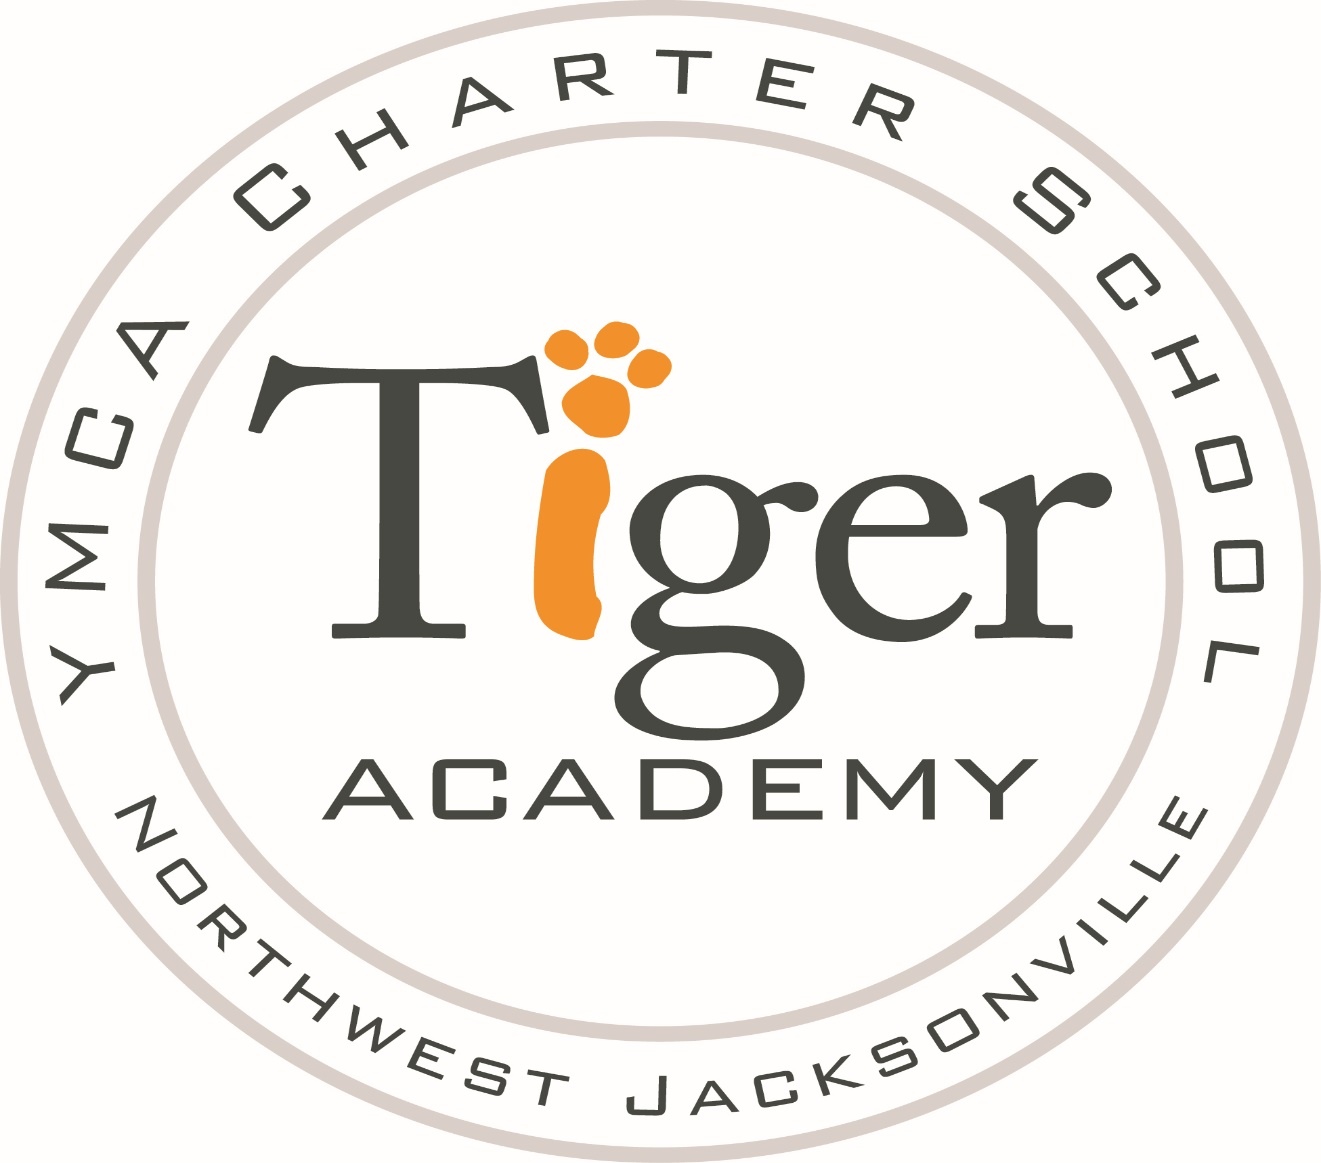 YMCA CHARTER SCHOOL
Tiger
ACADEMY
NORTHWEST JACKSONVILLE